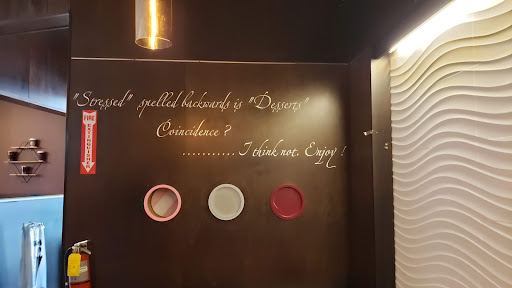 "Stressed" spelled backwards is "Desserts"
Coincidence ?
........... I think not. Enjoy !
FIRE
EXTINGUISHER